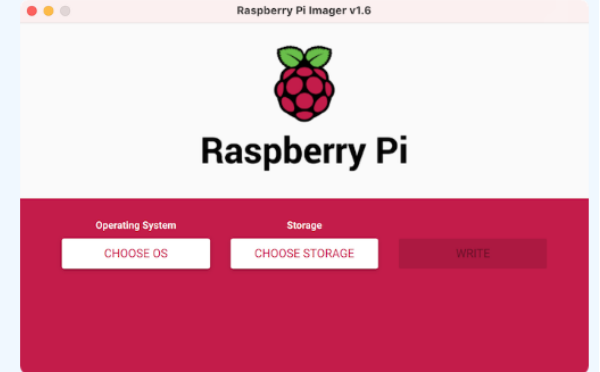 Raspberry Pi Imager v1.6
Raspberry Pi
Operating System
Storage
CHOOSE OS
CHOOSE STORAGE
WRITE